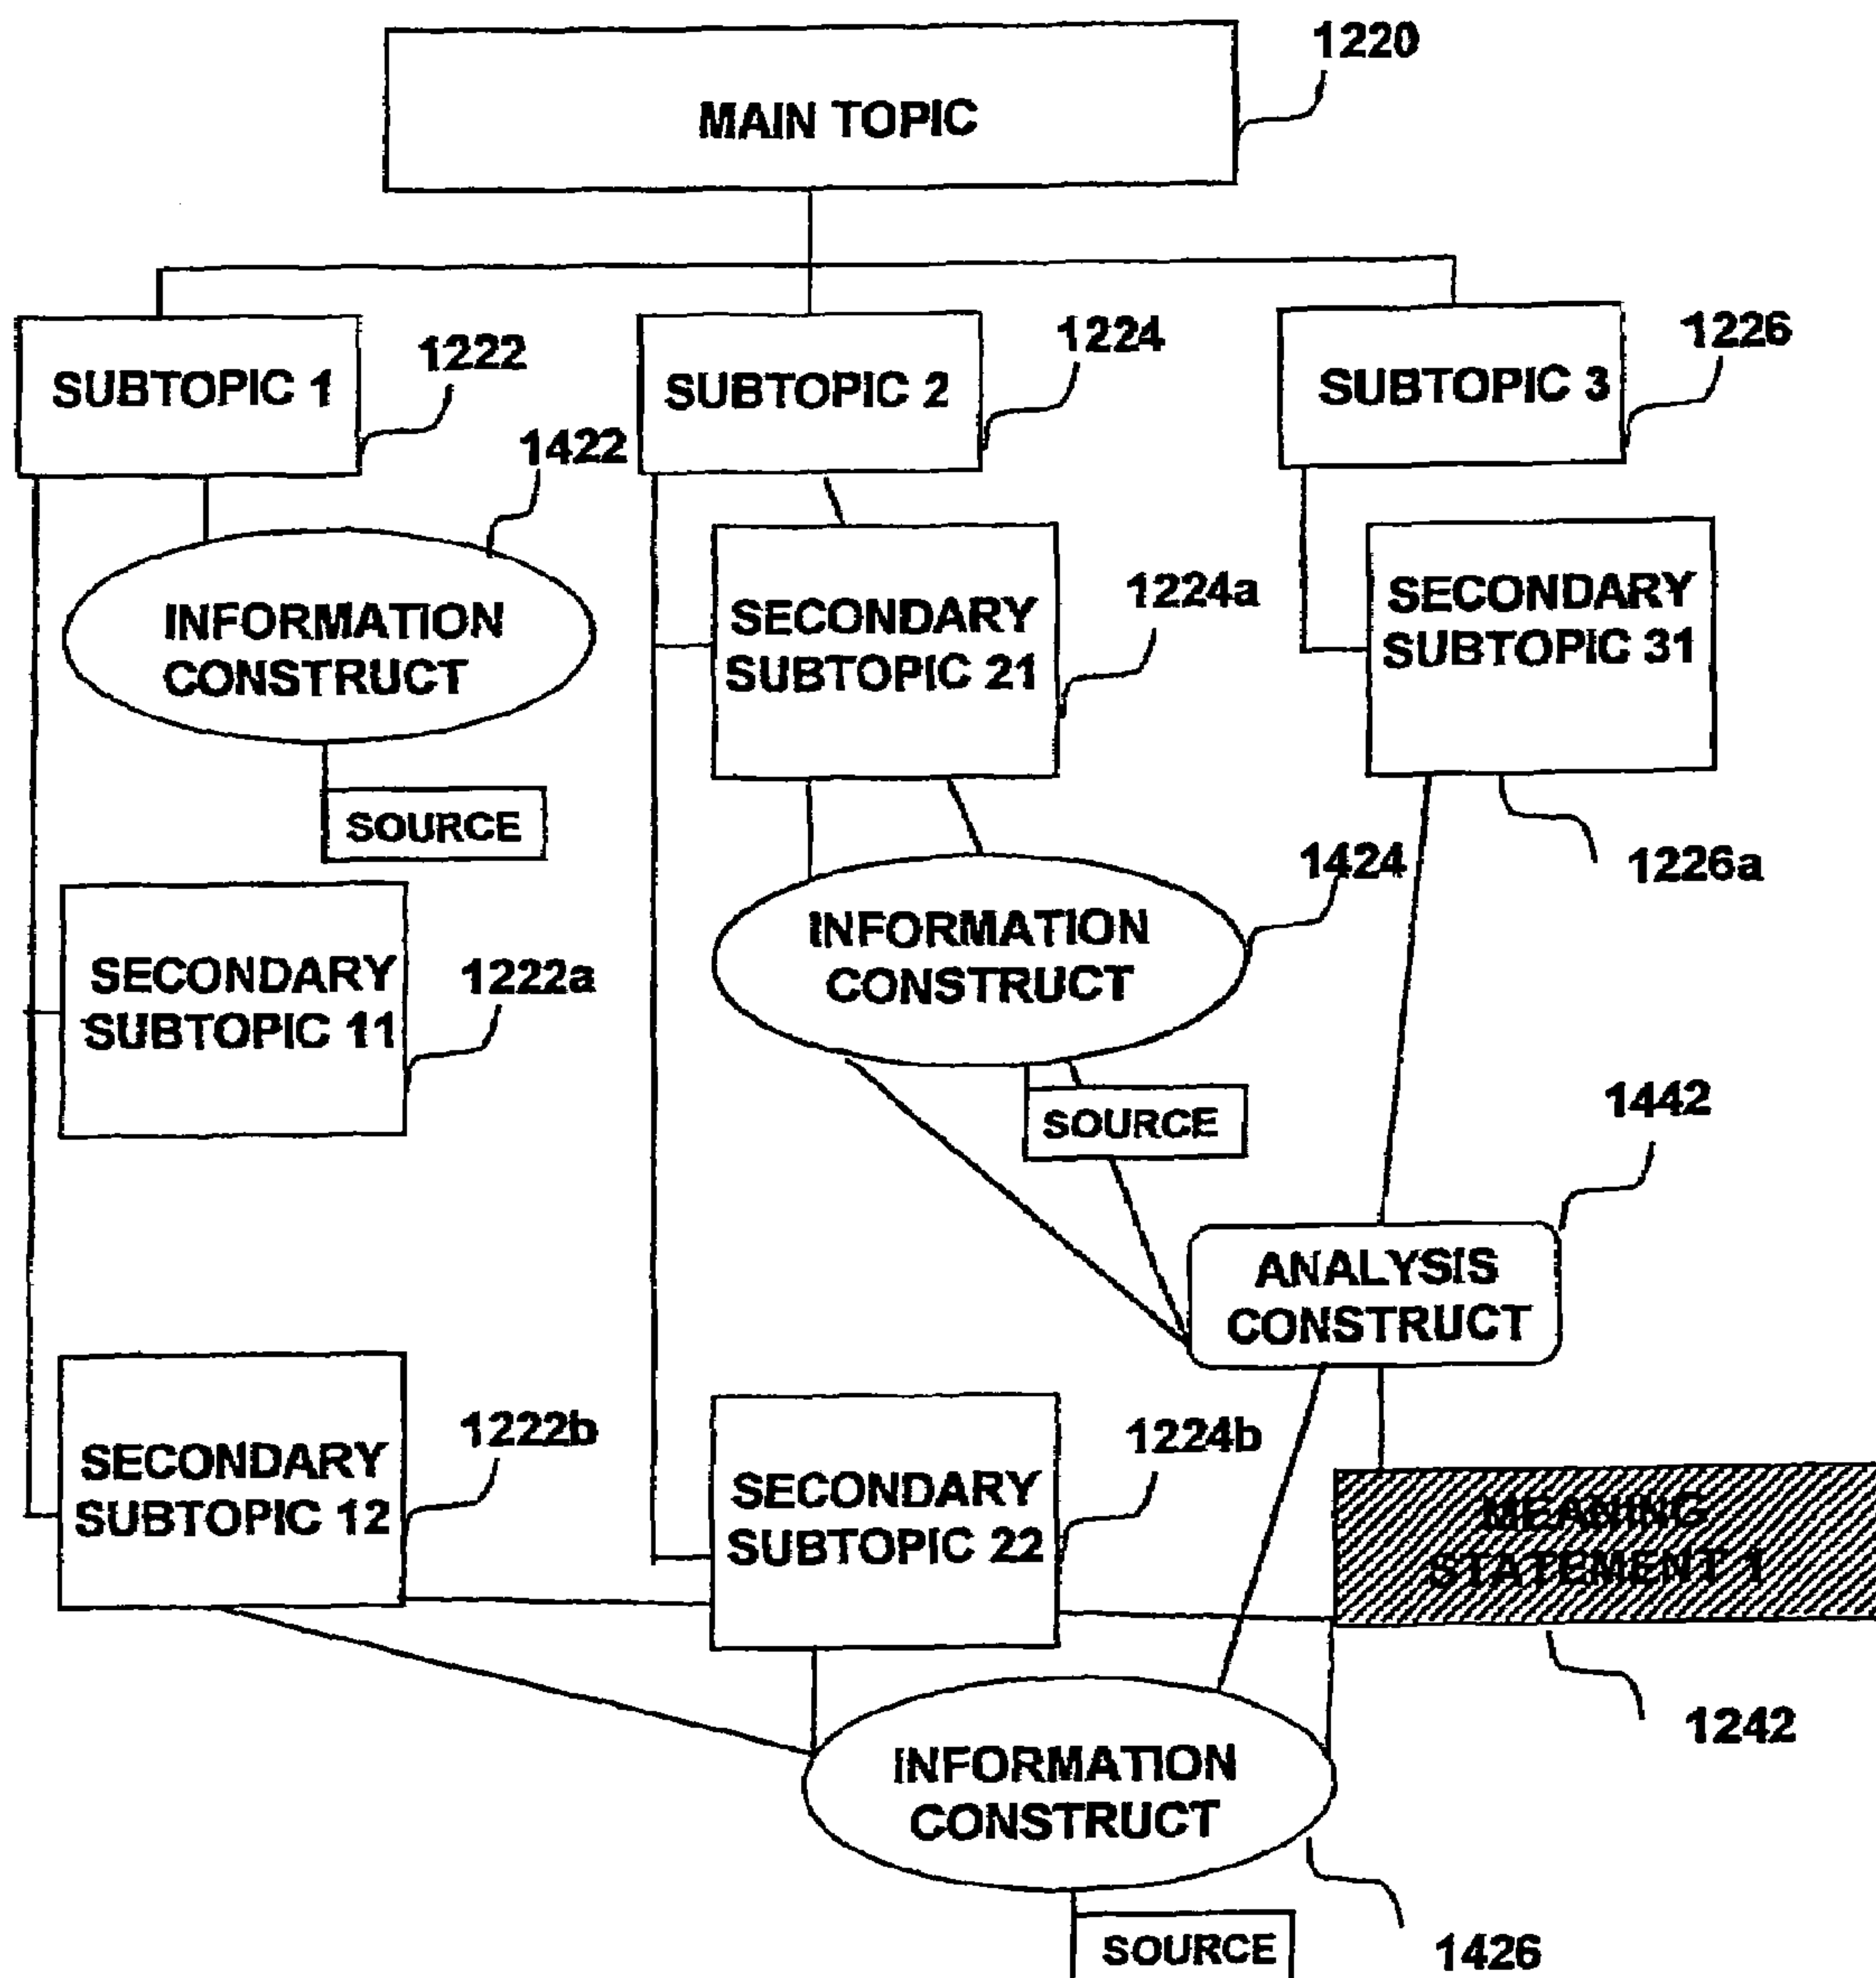 1220
MAIN TOPIC
SUBTOPIC 1
1222
SUBTOPIC 2
1224
SUBTOPIC 3
1226
1422
INFORMATION
CONSTRUCT
SOURCE
SECONDARY
SUBTOPIC 21
1224a
SECONDARY
SUBTOPIC 31
1226a
1424
INFORMATION
CONSTRUCT
SOURCE
SECONDARY
SUBTOPIC 11
1222a
1442
ANALYSIS
CONSTRUCT
SECONDARY
SUBTOPIC 12
1222b
SECONDARY
SUBTOPIC 22
1224b
MEANING
STATEMENT 1
1242
INFORMATION
CONSTRUCT
SOURCE
1426